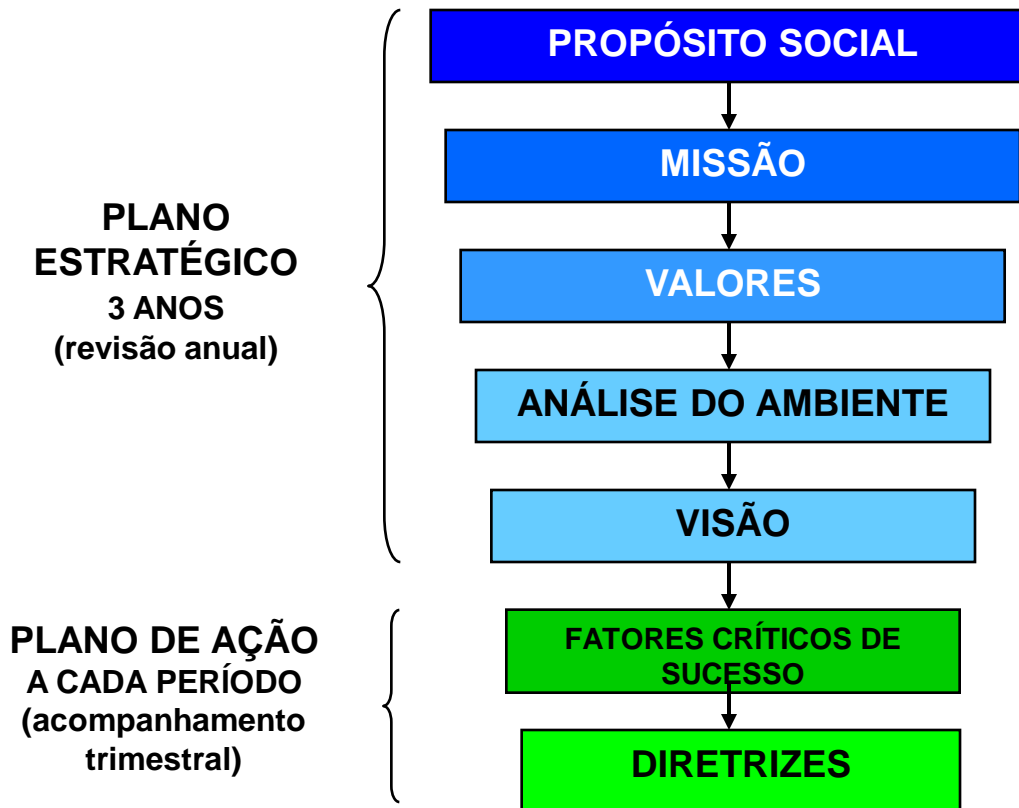 PROPÓSITO SOCIAL
MISSÃO
PLANO
ESTRATÉGICO
3 ANOS
(revisão anual)
VALORES
ANÁLISE DO AMBIENTE
VISÃO
PLANO DE AÇÃO
A CADA PERÍODO
(acompanhamento
trimestral)
FATORES CRÍTICOS DE
SUCESSO
DIRETRIZES